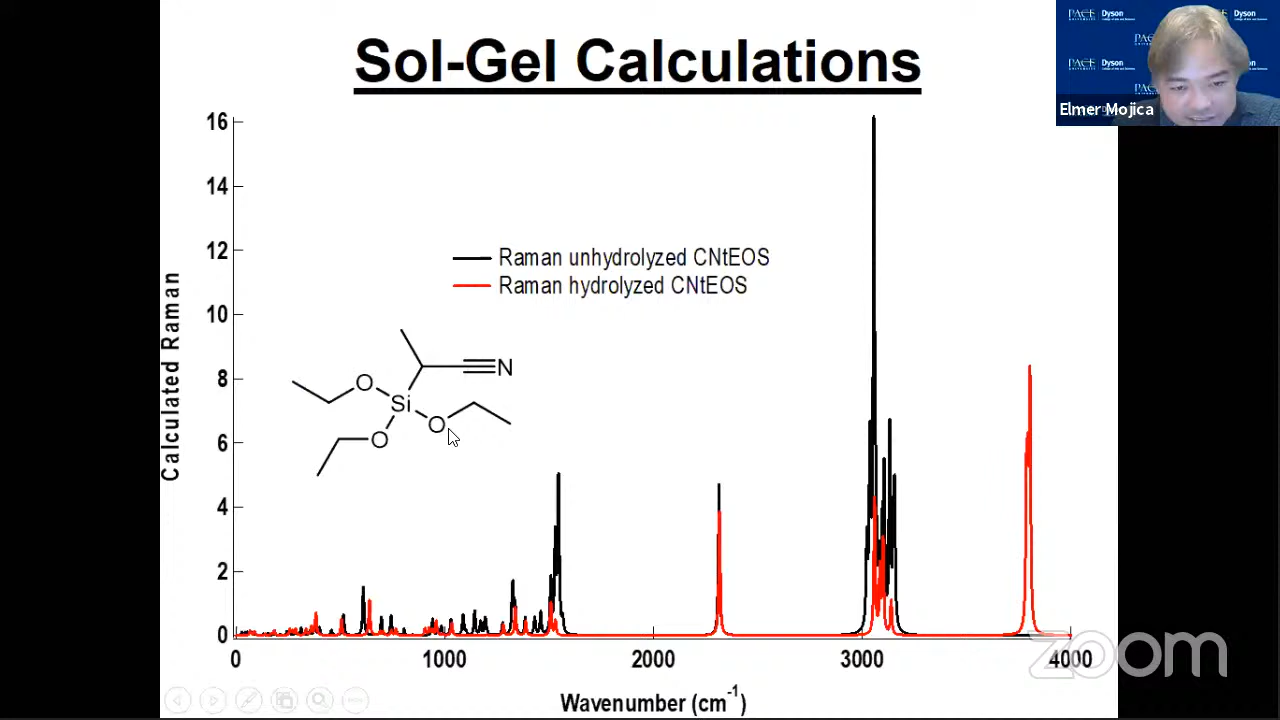 Sol-Gel Calculations
PACE
Dyson
Dyson
Elmer Mojica
16
14
12
10
8
6
4
2
0
Calculated Raman
Raman unhydrolyzed CNtEOS
Raman hydrolyzed CNtEOS
N
O
Si
O
O
0
1000
2000
3000
4000
Wavenumber (cm⁻¹)
zoom